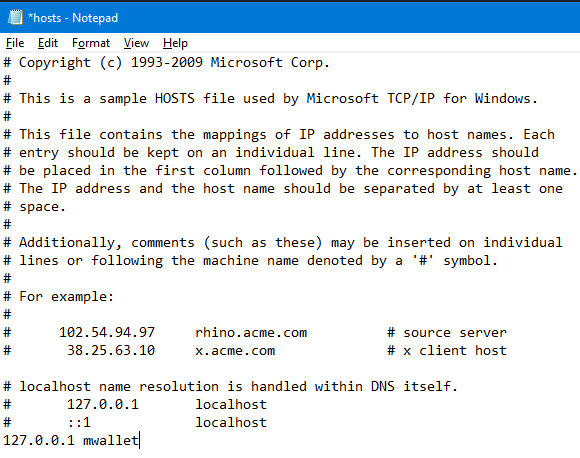 *hosts - Notepad
File Edit Format View Help
# Copyright (c) 1993-2009 Microsoft Corp.
#
# This is a sample HOSTS file used by Microsoft TCP/IP for Windows.
#
# This file contains the mappings of IP addresses to host names. Each
# entry should be kept on an individual line. The IP address should
# be placed in the first column followed by the corresponding host name.
# The IP address and the host name should be separated by at least one
# space.
#
# Additionally, comments (such as these) may be inserted on individual
# lines or following the machine name denoted by a '#' symbol.
#
# For example:
#
#      102.54.94.97     rhino.acme.com          # source server
#       38.25.63.10     x.acme.com              # x client host

# localhost name resolution is handled within DNS itself.
#       127.0.0.1       localhost
#       ::1             localhost
127.0.0.1 mwallet